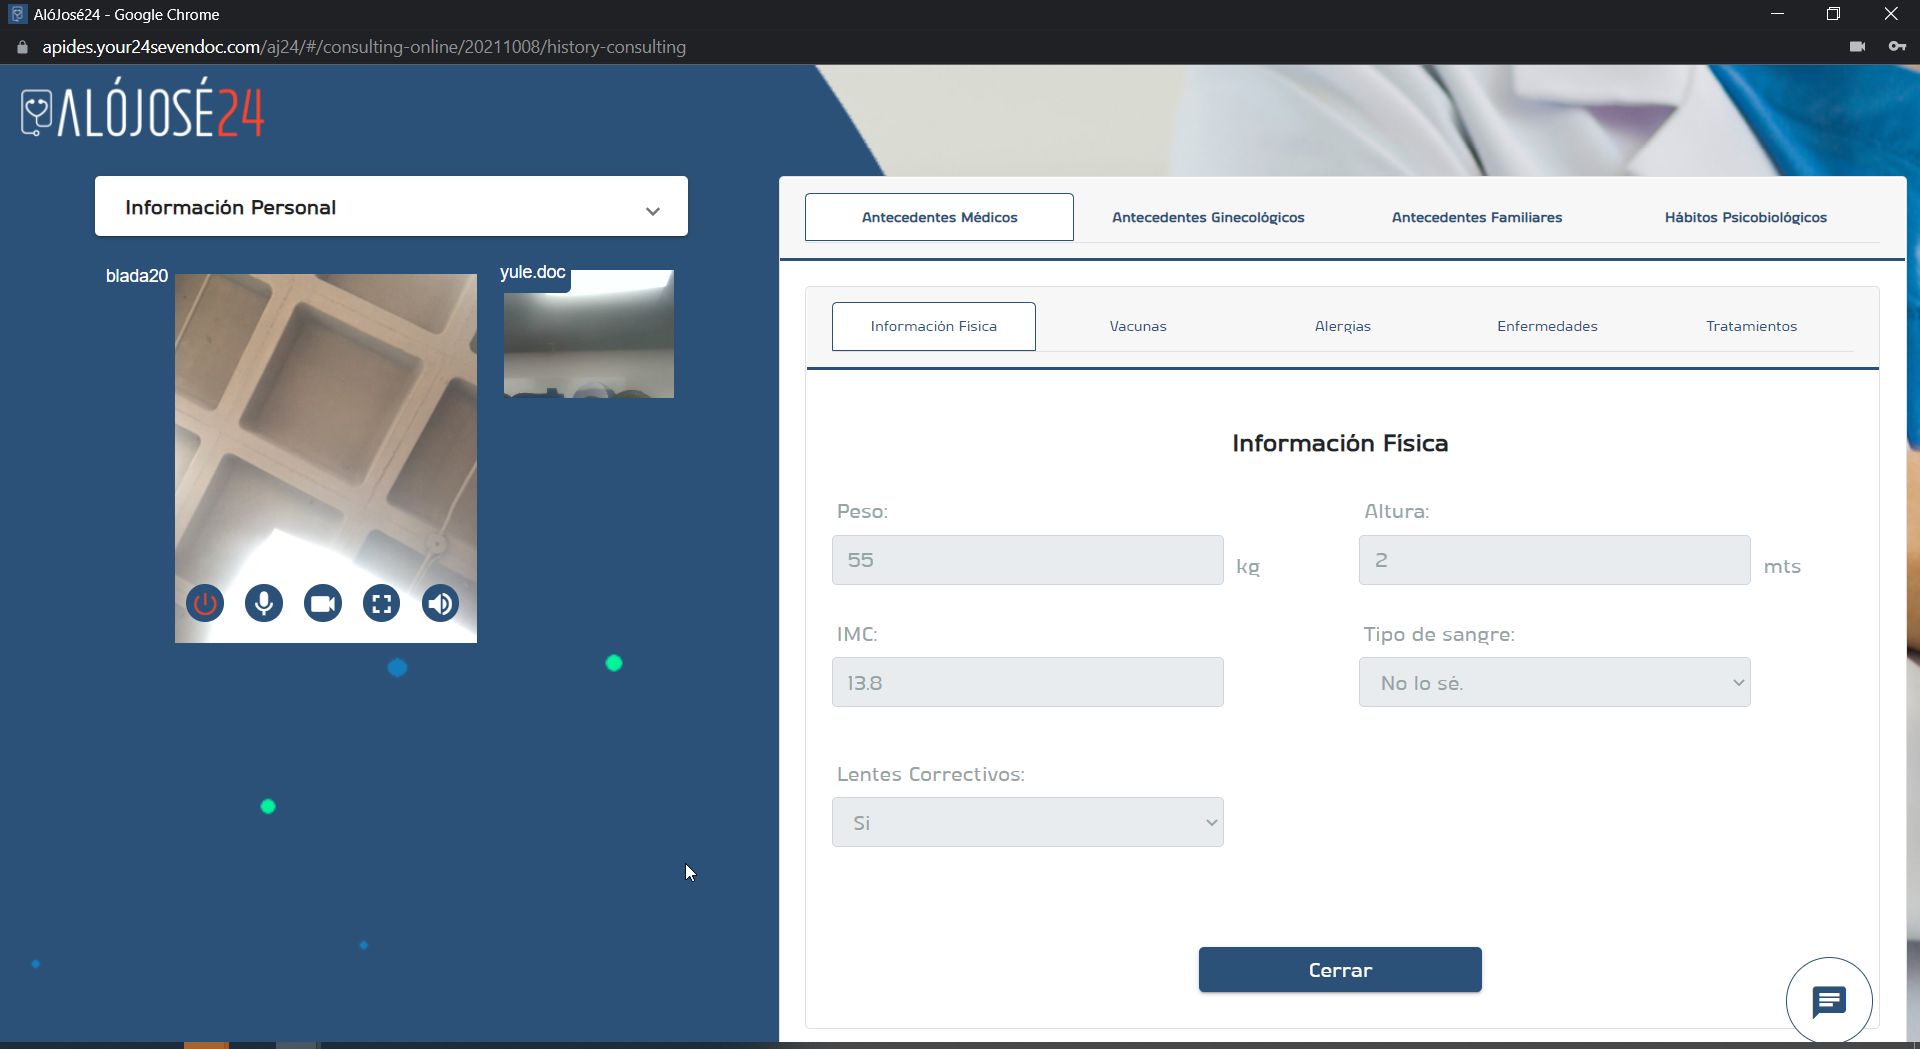 AlóJosé24 - Google Chrome
apides.your24sevendoc.com/aj24/#/consulting-online/20211008/history-consulting
ALÓJOSÉ24
Información Personal
blada20
yule.doc
Antecedentes Médicos
Antecedentes Ginecológicos
Antecedentes Familiares
Hábitos Psicobiológicos
Información Física
Vacunas
Alergias
Enfermedades
Tratamientos
Información Física
Peso:
Altura:
55
kg
2
mts
IMC:
Tipo de sangre:
13.8
No lo sé.
Lentes Correctivos:
Si
Cerrar